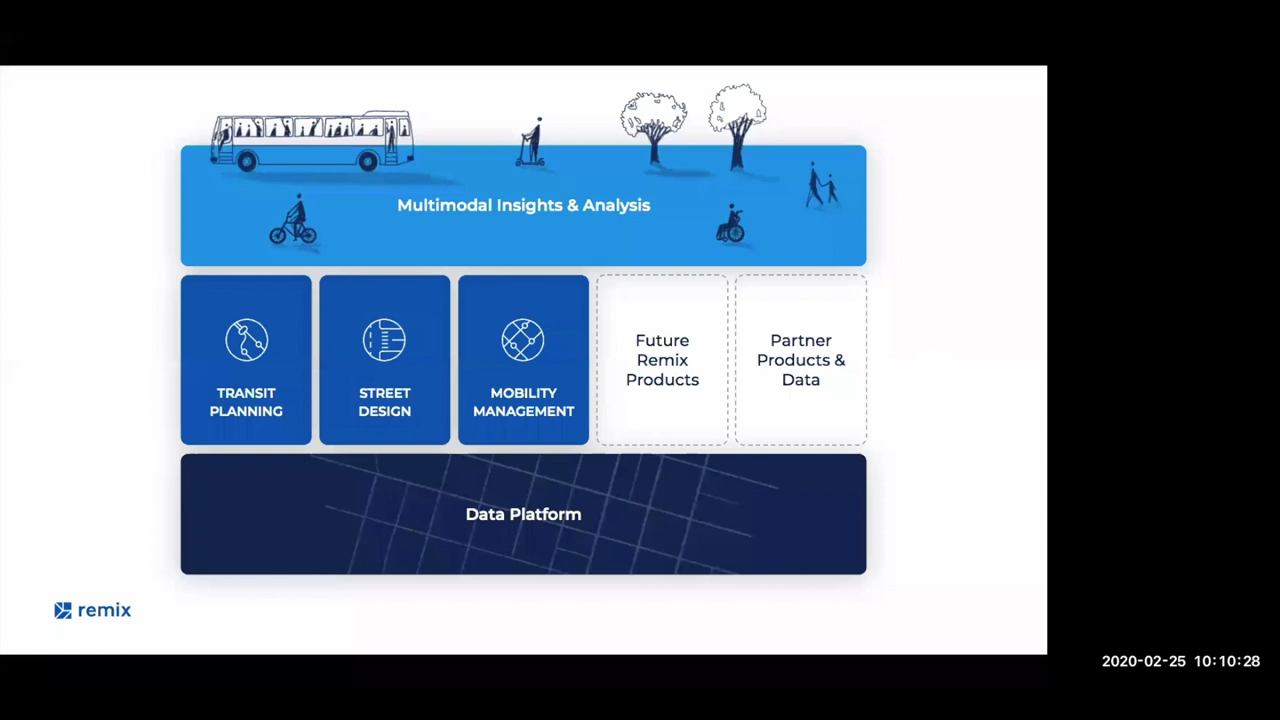 Multimodal Insights & Analysis
TRANSIT
PLANNING
STREET
DESIGN
MOBILITY
MANAGEMENT
Future
Remix
Products
Partner
Products &
Data
Data Platform
remix
2020-02-25 10:10:28